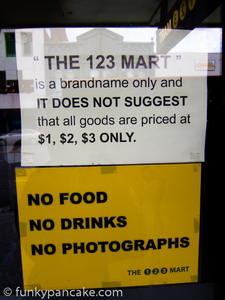 " THE 123 MART "
is a brandname only and
IT DOES NOT SUGGEST
that all goods are priced at
$1, $2, $3 ONLY.
NO FOOD
NO DRINKS
NO PHOTOGRAPHS
THE 123 MART
© funkypancake.com